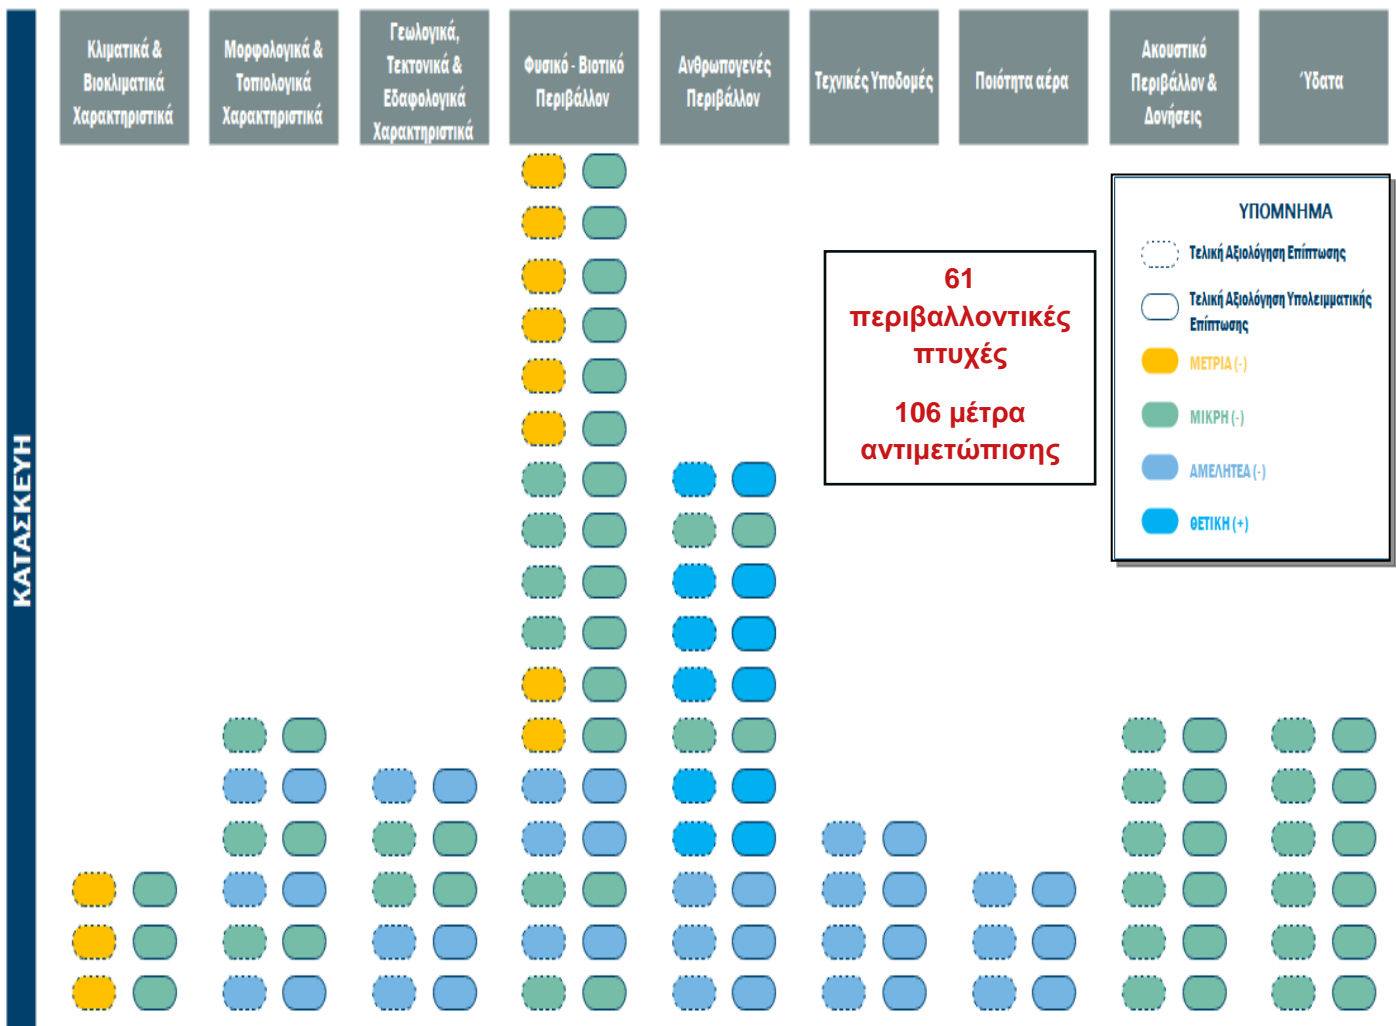 ΚΑΤΑΣΚΕΥΗ
Κλιματικά &
Βιοκλιματικά
Χαρακτηριστικά
Μορφολογικά &
Τοπιολογικά
Χαρακτηριστικά
Γεωλογικά,
Τεκτονικά &
Εδαφολογικά
Χαρακτηριστικά
Φυσικό - Βιοτικό
Περιβάλλον
Ανθρωπογενές
Περιβάλλον
Τεχνικές Υποδομές
Ποιότητα αέρα
Ακουστικό
Περιβάλλον &
Δονήσεις
Ύδατα
61
περιβαλλοντικές
πτυχές
106 μέτρα
αντιμετώπισης
ΥΠΟΜΝΗΜΑ
Τελική Αξιολόγηση Επίπτωσης
Τελική Αξιολόγηση Υπολειμματικής
Επίπτωσης
ΜΕΤΡΙΑ (-)
ΜΙΚΡΗ (-)
ΑΜΕΛΗΤΕΑ (-)
ΘΕΤΙΚΗ (+)